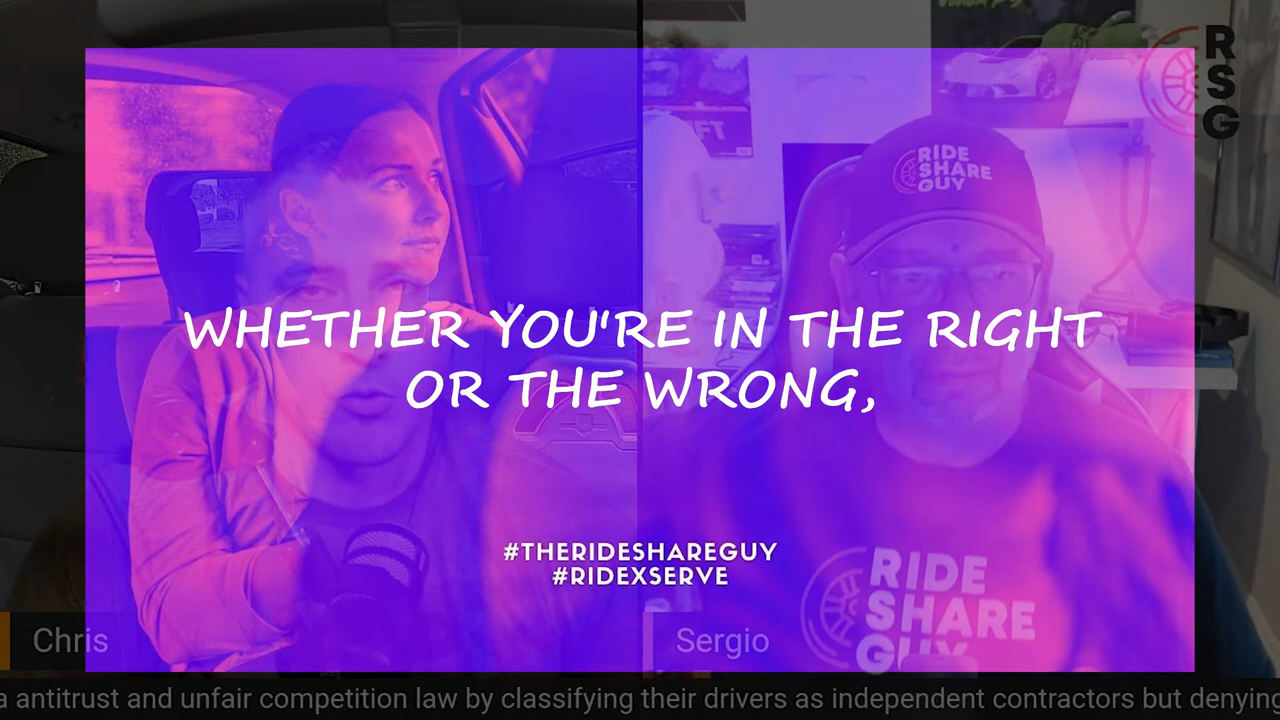 R
S
G
FT
RIDE
SHARE
GUY
WHETHER YOU'RE IN THE RIGHT
OR THE WRONG,
#THERIDESHAREGUY
#RIDEXSERVE
RIDE
SHARE
GUY
Chris
Sergio
a antitrust and unfair competition law by classifying their drivers as independent contractors but denying